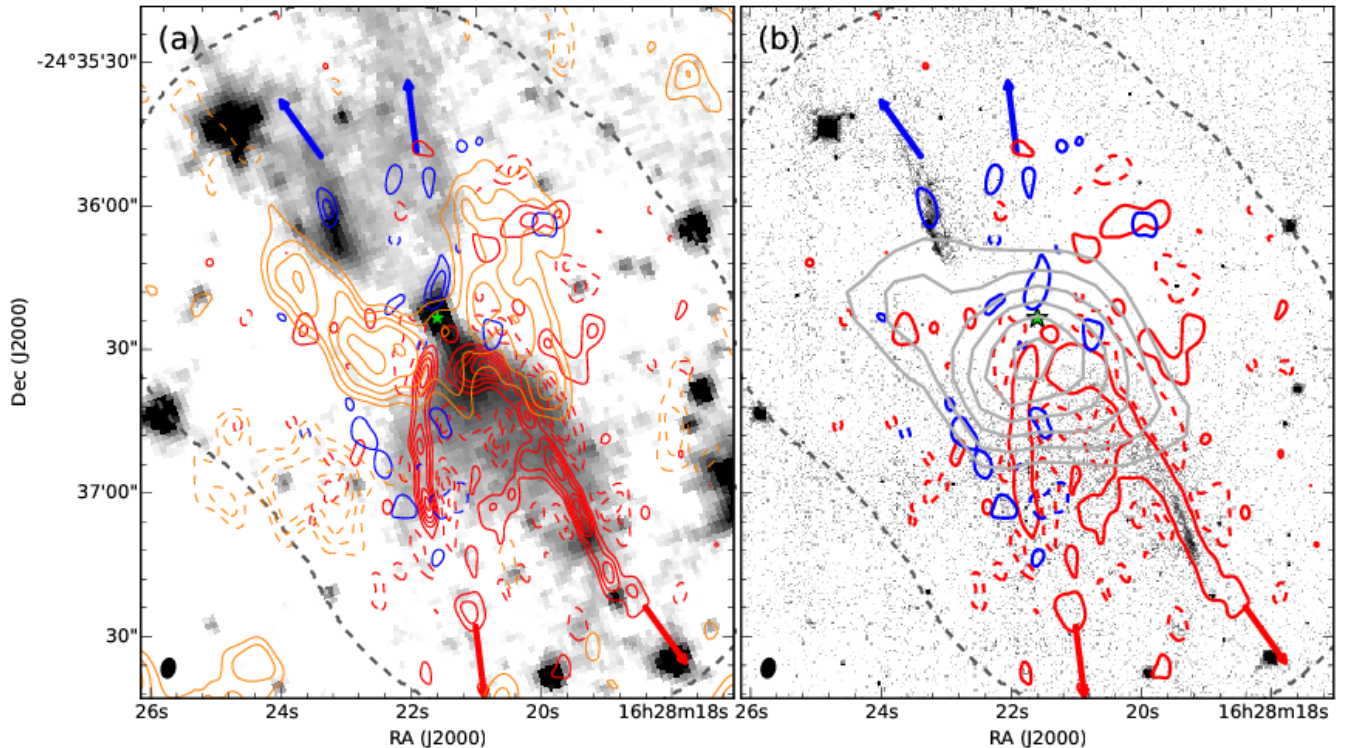 (a) (b)
-24°35'30"
36'00"
30"
37'00"
30"
Dec (J2000)
26s 24s 22s 20s 16h28m18s 24s 22s 20s 16h28m18s
RA (J2000) RA (J2000)